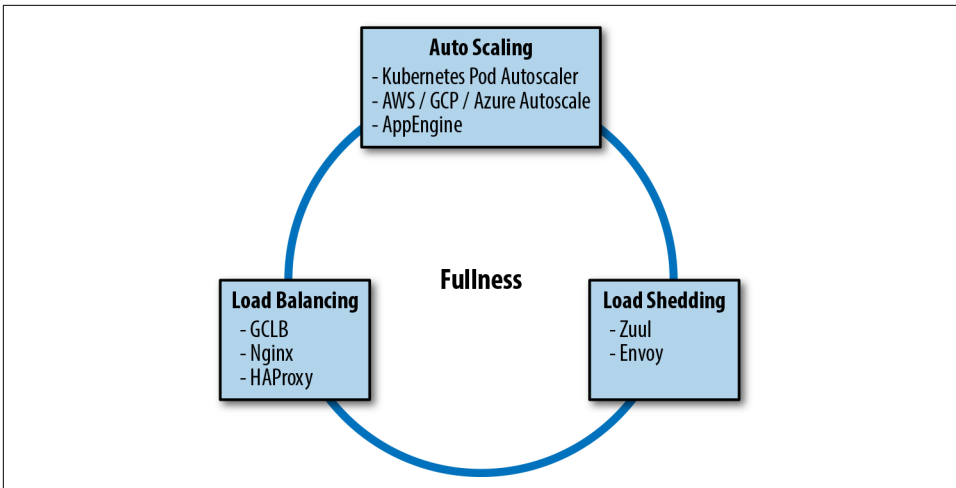 Auto Scaling
- Kubernetes Pod Autoscaler
- AWS / GCP / Azure Autoscale
- AppEngine
Fullness
Load Balancing
- GCLB
- Nginx
- HAProxy
Load Shedding
- Zuul
- Envoy